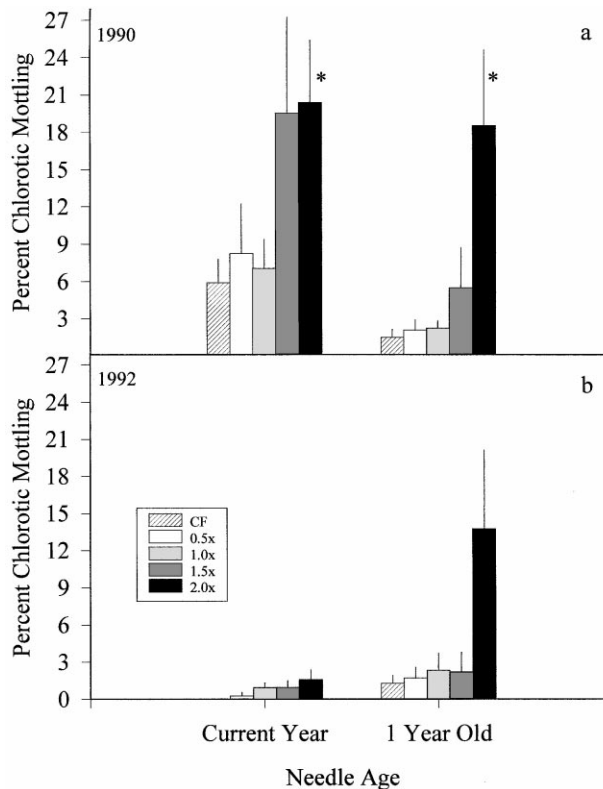 1990
a
Percent Chlorotic Mottling
27
24
21
18
15
12
9
6
3
*
*
1992
b
Percent Chlorotic Mottling
27
24
21
18
15
12
9
6
3
0
CF
0.5x
1.0x
1.5x
2.0x
Current Year
1 Year Old
Needle Age